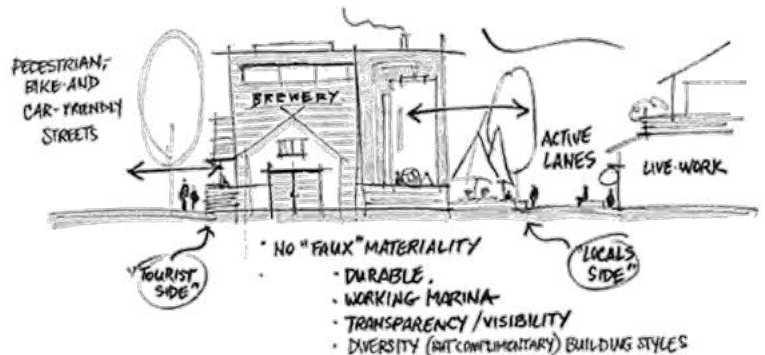 PEDESTRIAN,
BIKE AND
CAR-FRIENDLY
STREETS
BREWERY
ACTIVE
LANES
LIVE-WORK
"TOURIST
SIDE"
"LOCALS
SIDE"
• NO "FAUX" MATERIALITY
• DURABLE.
• WORKING MARINA
• TRANSPARENCY/VISIBILITY
• DIVERSITY (BUT COMPLIMENTARY) BUILDING STYLES